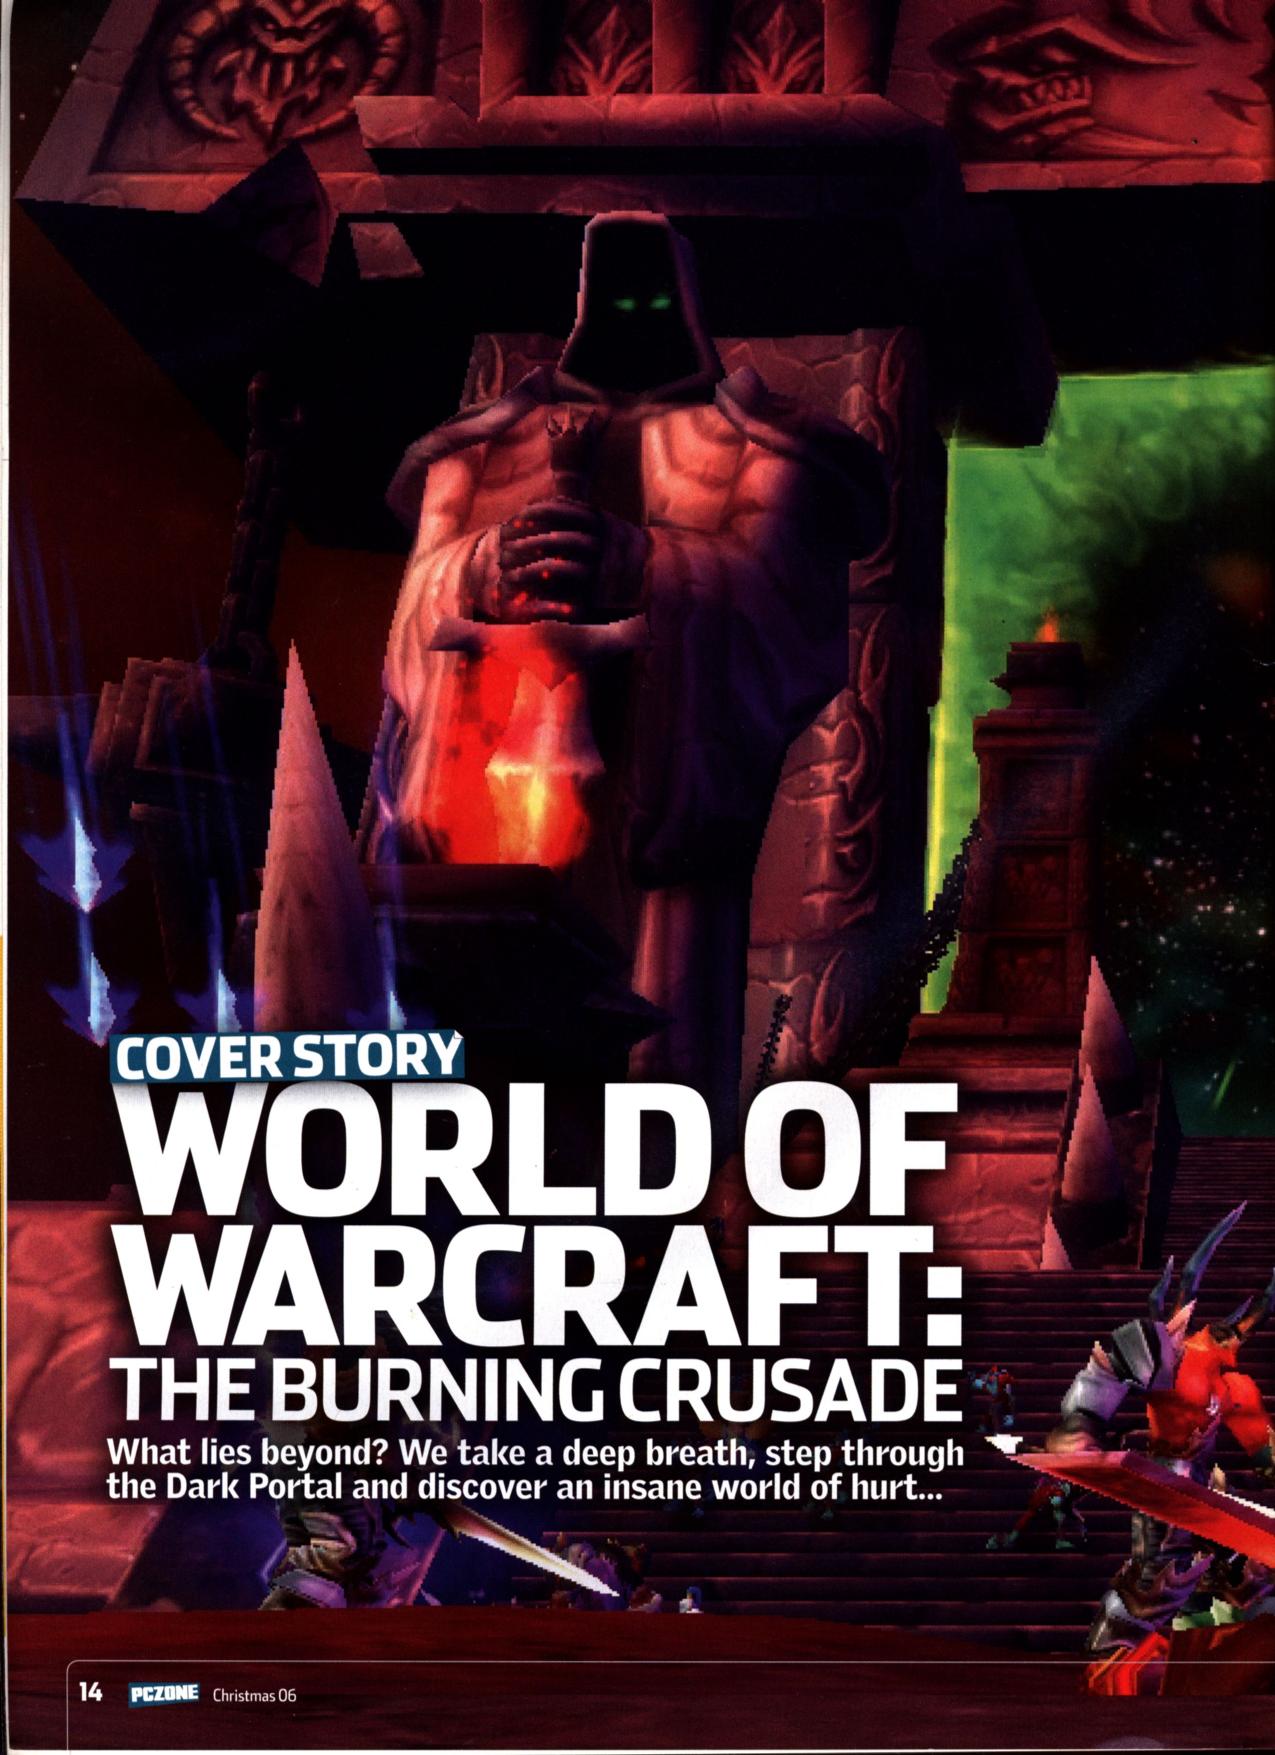 COVER STORY
WORLD OF
WARCRAFT:
THE BURNING CRUSADE
What lies beyond? We take a deep breath, step through
the Dark Portal and discover an insane world of hurt...
14 PCZONE Christmas 06